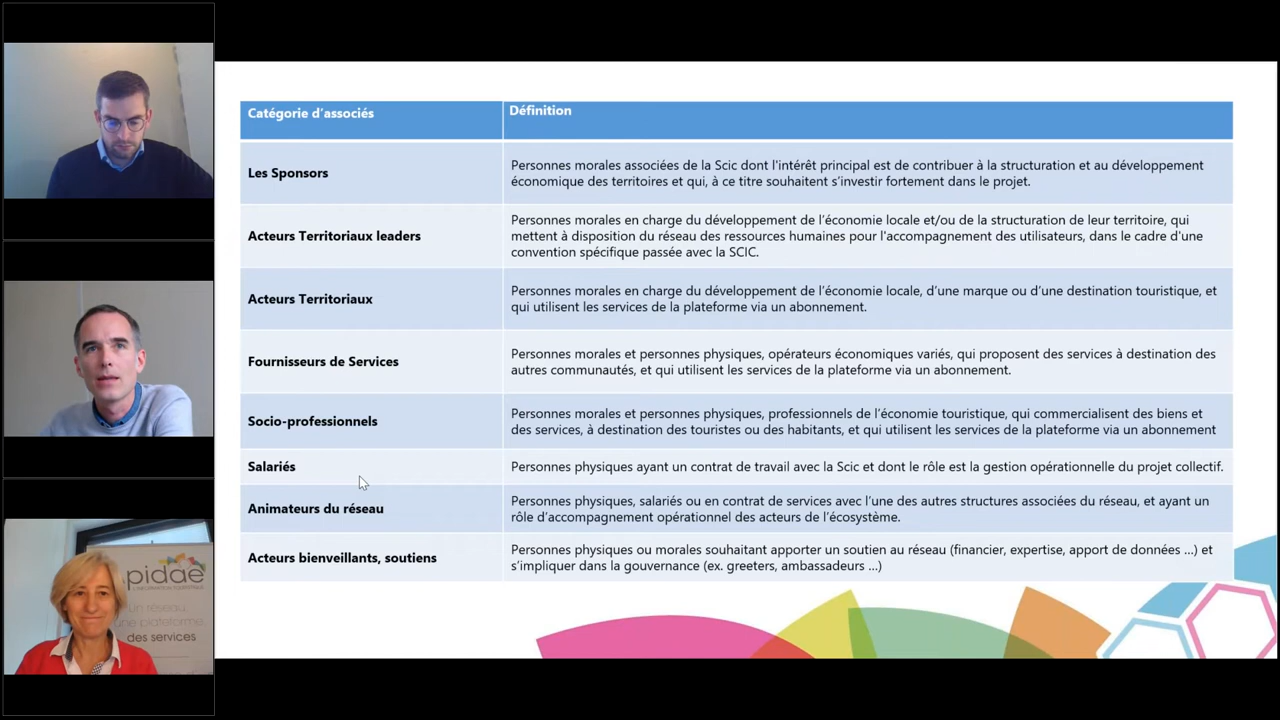 Catégorie d'associés
Définition
Les Sponsors
Personnes morales associées de la Scic dont l'intérêt principal est de contribuer à la structuration et au développement
économique des territoires et qui, à ce titre souhaitent s'investir fortement dans le projet.
Acteurs Territoriaux leaders
Personnes morales en charge du développement de l'économie locale et/ou de la structuration de leur territoire, qui
mettent à disposition du réseau des ressources humaines pour l'accompagnement des utilisateurs, dans le cadre d'une
convention spécifique passée avec la SCIC.
Acteurs Territoriaux
Personnes morales en charge du développement de l'économie locale, d'une marque ou d'une destination touristique, et
qui utilisent les services de la plateforme via un abonnement.
Fournisseurs de Services
Personnes morales et personnes physiques, opérateurs économiques variés, qui proposent des services à destination des
autres communautés, et qui utilisent les services de la plateforme via un abonnement.
Socio-professionnels
Personnes morales et personnes physiques, professionnels de l'économie touristique, qui commercialisent des biens et
des services, à destination des touristes ou des habitants, et qui utilisent les services de la plateforme via un abonnement
Salariés
Personnes physiques ayant un contrat de travail avec la Scic et dont le rôle est la gestion opérationnelle du projet collectif.
Animateurs du réseau
Personnes physiques, salariés ou en contrat de services avec l'une des autres structures associées du réseau, et ayant un
rôle d'accompagnement opérationnel des acteurs de l'écosystème.
Acteurs bienveillants, soutiens
Personnes physiques ou morales souhaitant apporter un soutien au réseau (financier, expertise, apport de données ...) et
s'impliquer dans la gouvernance (ex. greeters, ambassadeurs ...)
pidae
un réseau,
une plateforme,
des services